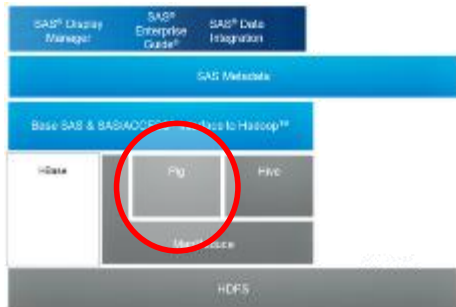 SAS® Display
Manager
SAS®
Enterprise
Guide®
SAS® Data
Integration
SAS Metadata
Base SAS & SAS/ACCESS Interface to Hadoop™
HBase
Pig
Hive
MapReduce
HDFS